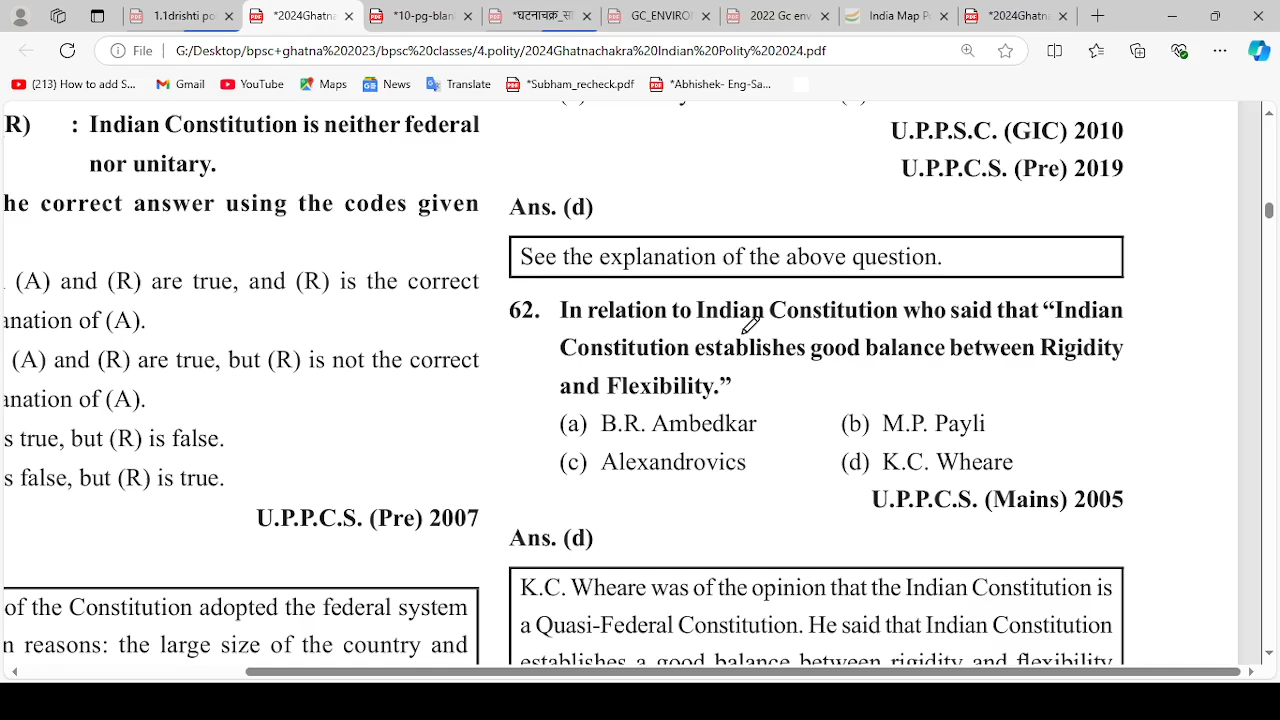 1.1drishti po
*2024Ghatna
*10-pg-blan
*घटनाचक्र_सा
GC_ENVIRO
2022 Gc env
India Map P
*2024Ghatn
File
G:/Desktop/bpsc+ghatna%202023/bpsc%20classes/4.polity/2024Ghatnachakra%20Indian%20Polity%202024.pdf
(213) How to add S...
Gmail
YouTube
Maps
News
Translate
*Subham_recheck.pdf
*Abhishek- Eng-Sa...
R) : Indian Constitution is neither federal
nor unitary.
he correct answer using the codes given
(A) and (R) are true, and (R) is the correct
anation of (A).
(A) and (R) are true, but (R) is not the correct
anation of (A).
s true, but (R) is false.
s false, but (R) is true.
U.P.P.C.S. (Pre) 2007
of the Constitution adopted the federal system
n reasons: the large size of the country and
U.P.P.S.C. (GIC) 2010
U.P.P.C.S. (Pre) 2019
Ans. (d)
See the explanation of the above question.
62. In relation to Indian Constitution who said that “Indian
Constitution establishes good balance between Rigidity
and Flexibility.”
(a) B.R. Ambedkar (b) M.P. Payli
(c) Alexandrovics (d) K.C. Wheare
U.P.P.C.S. (Mains) 2005
Ans. (d)
K.C. Wheare was of the opinion that the Indian Constitution is
a Quasi-Federal Constitution. He said that Indian Constitution
establishes a good balance between rigidity and flexibility